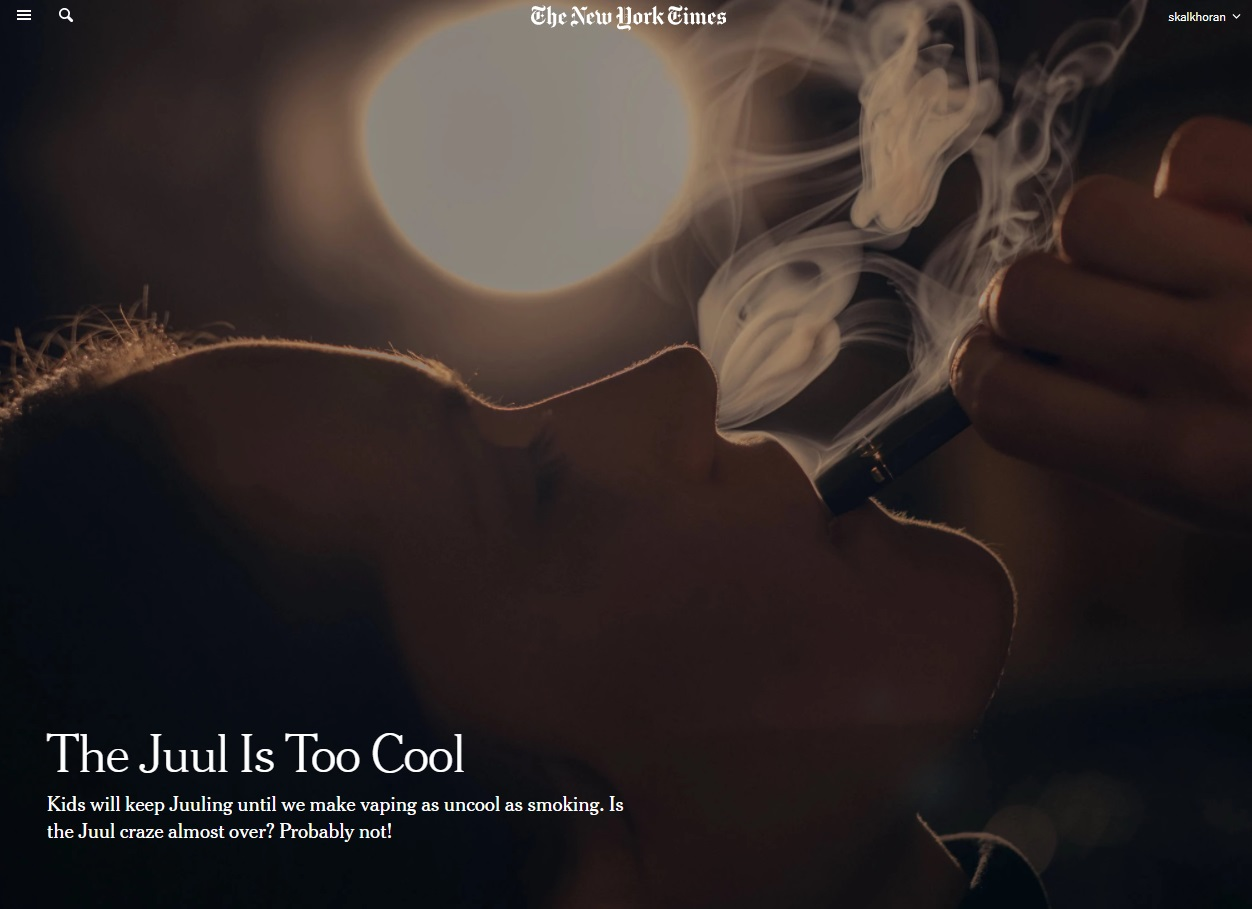 The New York Times
skalkhoran
The Juul Is Too Cool
Kids will keep Juuling until we make vaping as uncool as smoking. Is
the Juul craze almost over? Probably not!